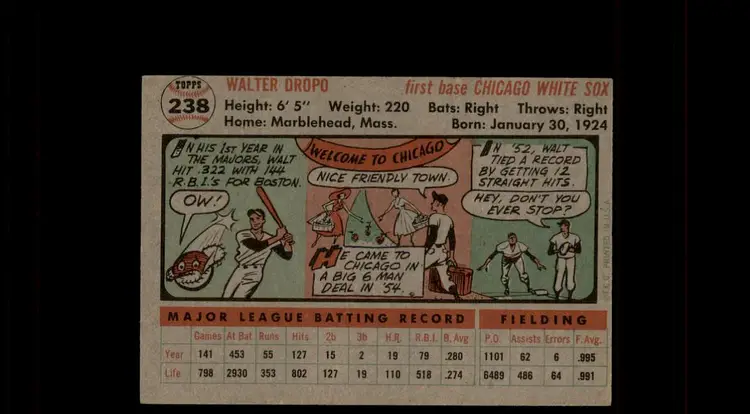 TOPPS
238
WALTER DROPO
first base CHICAGO WHITE SOX
Height: 6' 5" Weight: 220 Bats: Right Throws: Right
Home: Marblehead, Mass. Born: January 30, 1924
IN HIS 1ST YEAR IN
THE MAJORS, WALT
HIT .322 WITH 144
R.B.I.'S FOR BOSTON.
OW!
WELCOME TO CHICAGO
NICE FRIENDLY TOWN.
HE CAME TO
CHICAGO IN
A BIG 6 MAN
DEAL IN '54.
IN '52, WALT
TIED A RECORD
BY GETTING 12
STRAIGHT HITS.
HEY, DON'T YOU
EVER STOP?
MAJOR LEAGUE BATTING RECORD FIELDING
Games At Bat Runs Hits 2b 3b H.R. R.B.I. B. Avg P.O. Assists Errors F. Avg.
Year 141 453 55 127 15 2 19 79 .280 1101 62 6 .995
Life 798 2930 353 802 127 19 110 518 .274 6489 486 64 .991